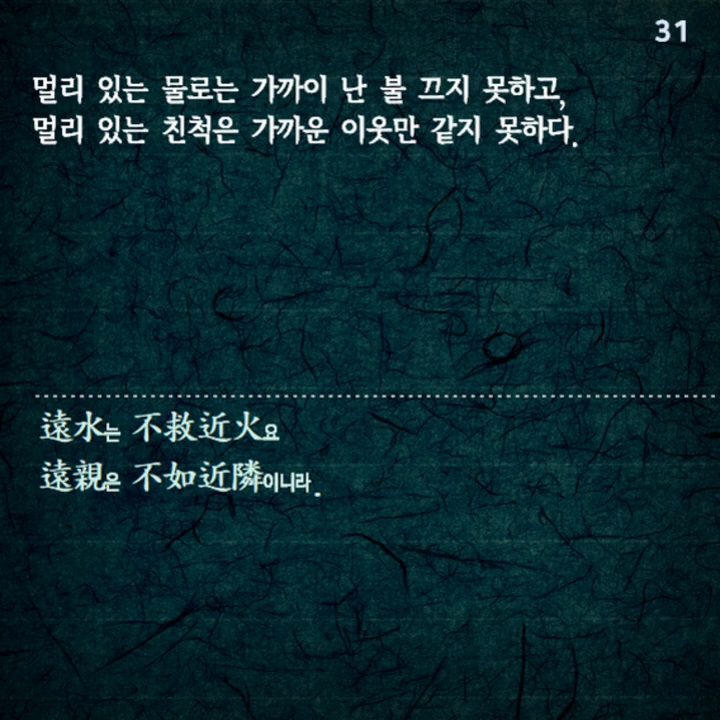 31
멀리 있는 물로는 가까이 난 불 끄지 못하고,
멀리 있는 친척은 가까운 이웃만 같지 못하다.
遠水는 不救近火요
遠親은 不如近隣이니라.